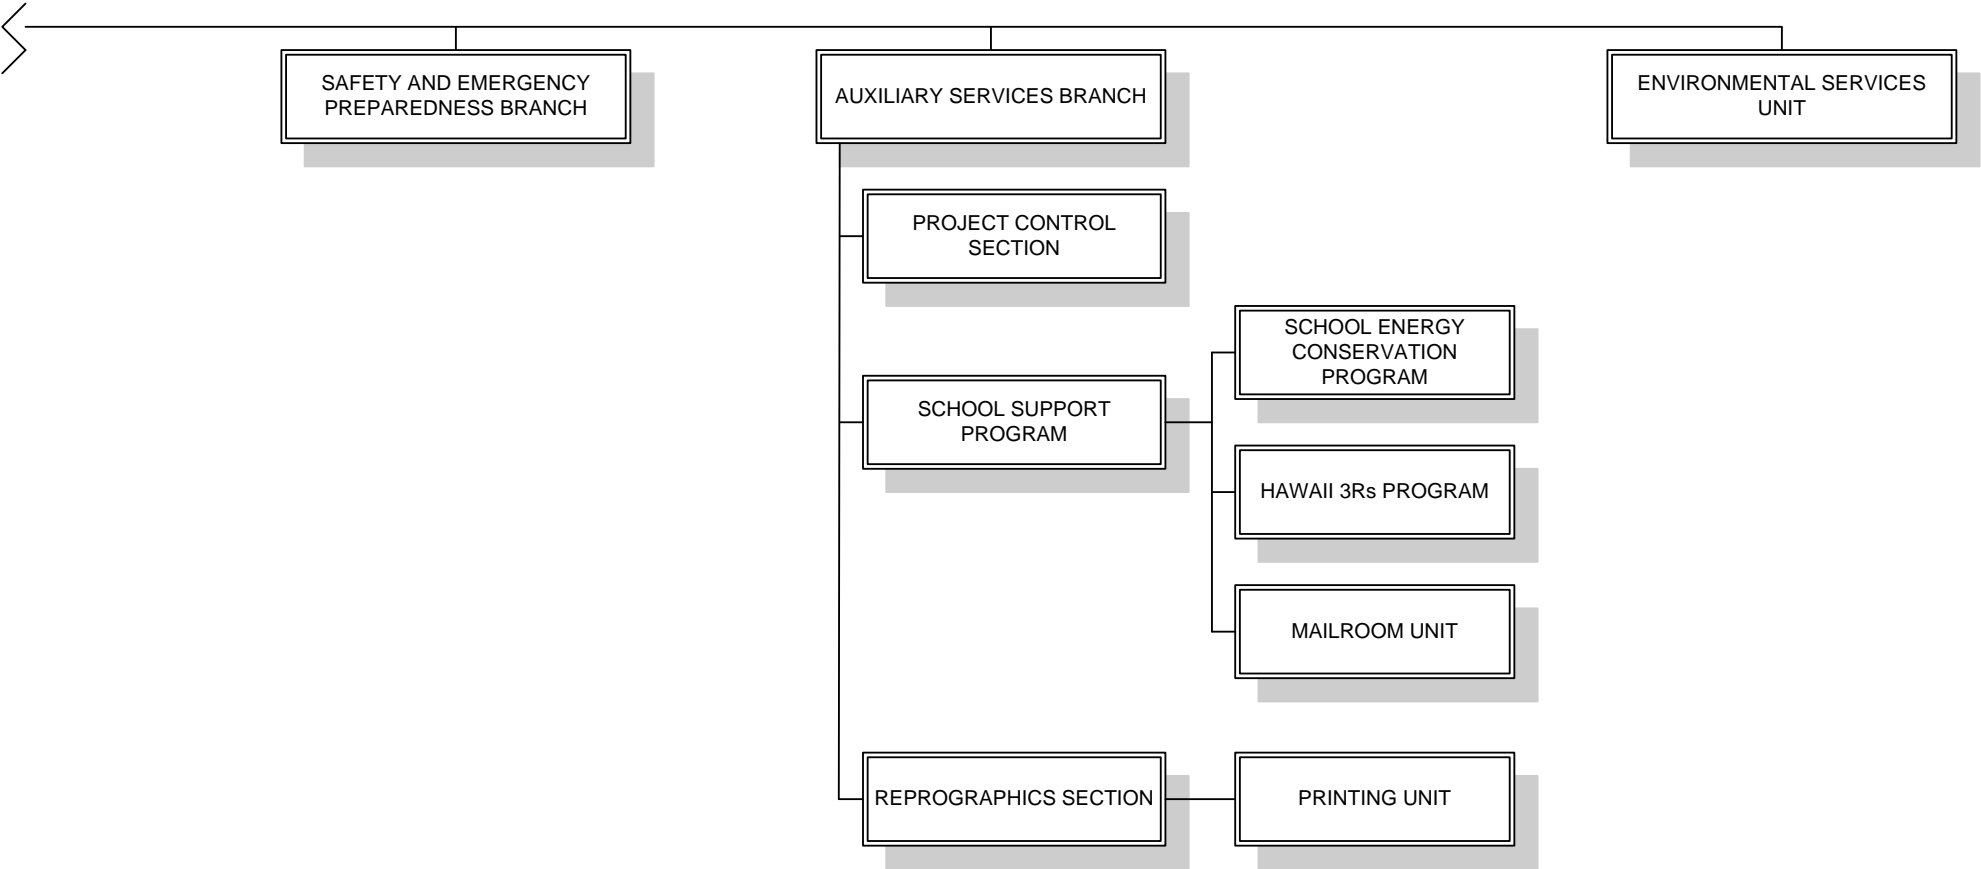 SAFETY AND EMERGENCY
PREPAREDNESS BRANCH
AUXILIARY SERVICES BRANCH
ENVIRONMENTAL SERVICES
UNIT
PROJECT CONTROL
SECTION
SCHOOL SUPPORT
PROGRAM
SCHOOL ENERGY
CONSERVATION
PROGRAM
HAWAII 3Rs PROGRAM
MAILROOM UNIT
REPROGRAPHICS SECTION
PRINTING UNIT